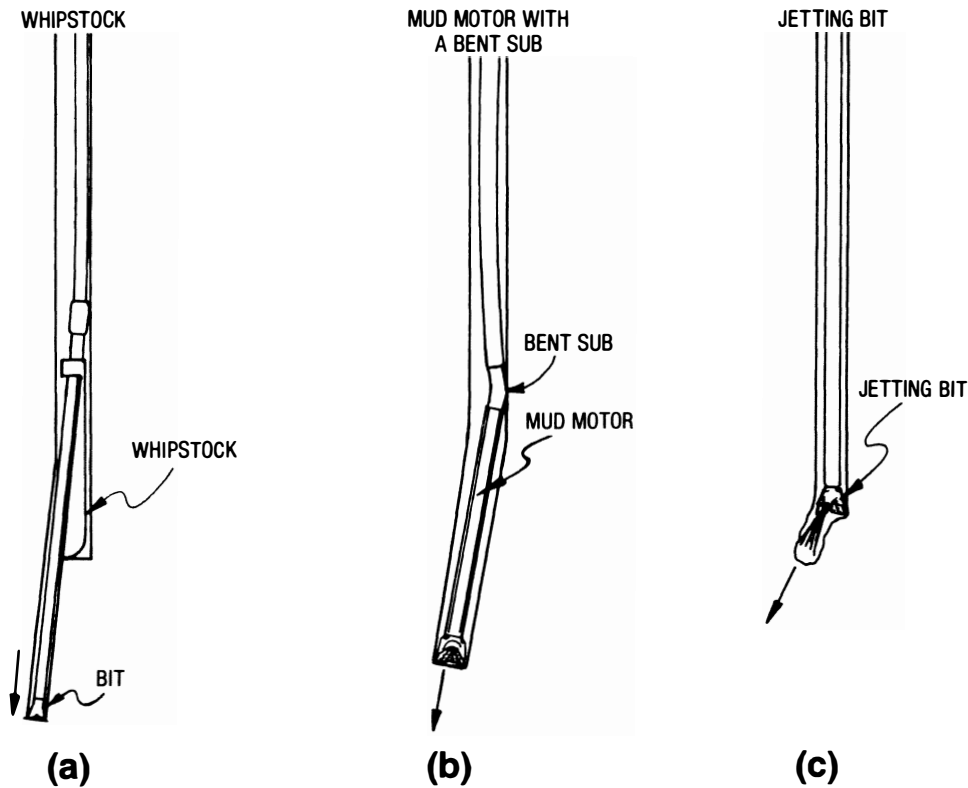 WHIPSTOCK
MUD MOTOR WITH
A BENT SUB
JETTING BIT
BENT SUB
JETTING BIT
MUD MOTOR
WHIPSTOCK
BIT
(a)
(b)
(c)